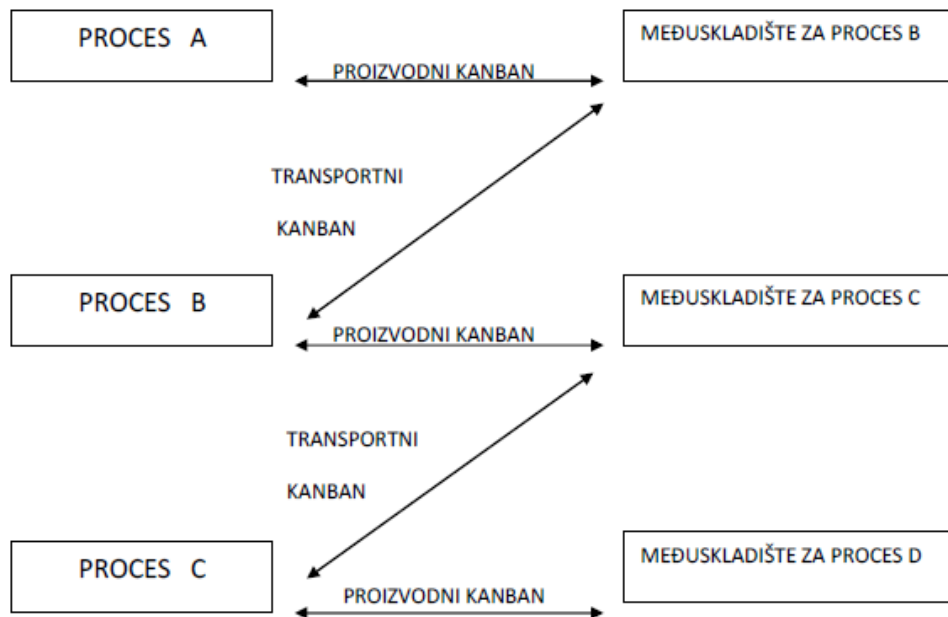 PROCES A
MEĐUSKLADIŠTE ZA PROCES B
PROIZVODNI KANBAN
TRANSPORTNI
KANBAN
PROCES B
MEĐUSKLADIŠTE ZA PROCES C
PROIZVODNI KANBAN
TRANSPORTNI
KANBAN
PROCES C
MEĐUSKLADIŠTE ZA PROCES D
PROIZVODNI KANBAN